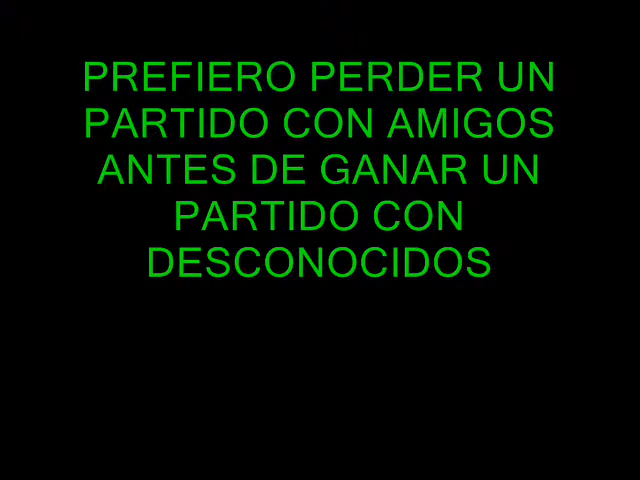 PREFIERO PERDER UN
PARTIDO CON AMIGOS
ANTES DE GANAR UN
PARTIDO CON
DESCONOCIDOS